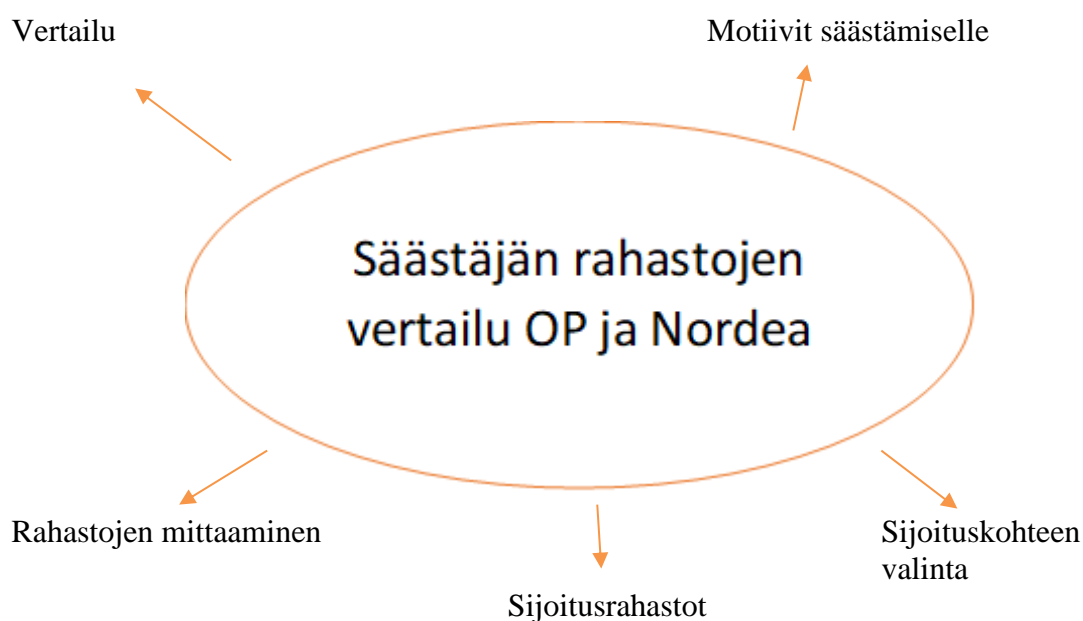 Vertailu
Motiivit säästämiselle
Säästäjän rahastojen
vertailu OP ja Nordea
Rahastojen mittaaminen
Sijoituskohteen
valinta
Sijoitusrahastot